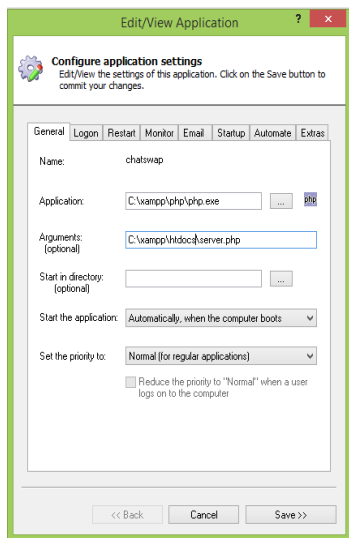 Edit/View Application
?
×
Configure application settings
Edit/View the settings of this application. Click on the Save button to
commit your changes.
General Logon Restart Monitor Email Startup Automate Extras
Name: chatswap
Application: C:\xampp\php\php.exe ... php
Arguments: C:\xampp\htdocs\server.php
(optional)
Start in directory: ...
(optional)
Start the application: Automatically, when the computer boots
Set the priority to: Normal (for regular applications)
Reduce the priority to "Normal" when a user
logs on to the computer
<< Back Cancel Save >>